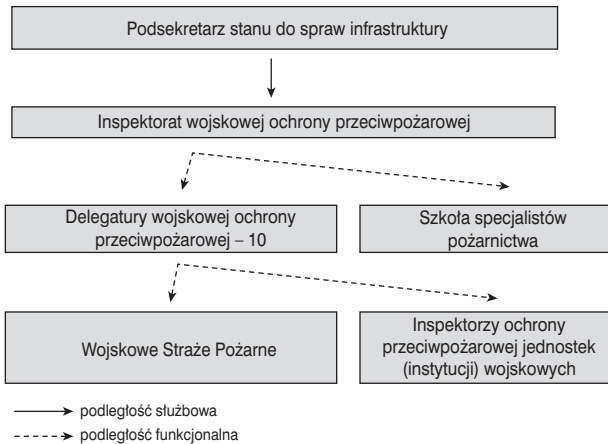 Podsekretarz stanu do spraw infrastruktury
Inspektorat wojskowej ochrony przeciwpożarowej
Delegatury wojskowej ochrony
przeciwpożarowej – 10
Szkoła specjalistów
pożarnictwa
Wojskowe Straże Pożarne
Inspektorzy ochrony
przeciwpożarowej jednostek
(instytucji) wojskowych
podległość służbowa
podległość funkcjonalna